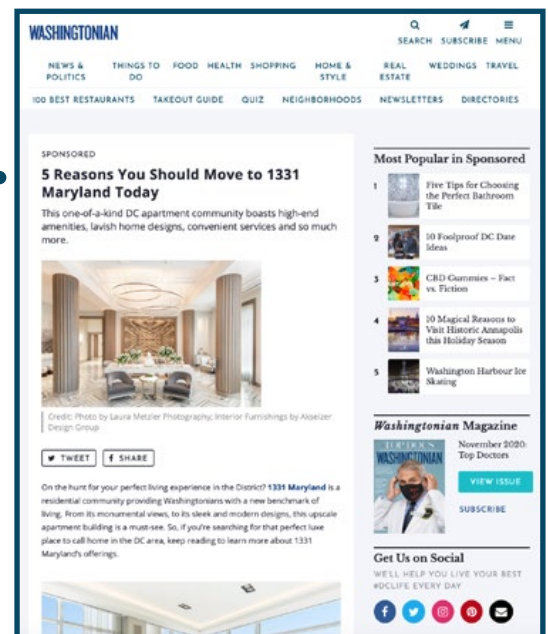 WASHINGTONIAN
SEARCH SUBSCRIBE MENU
NEWS & POLITICS THINGS TO DO FOOD HEALTH SHOPPING HOME & STYLE REAL ESTATE WEDDINGS TRAVEL
100 BEST RESTAURANTS TAKEOUT GUIDE QUIZ NEIGHBORHOODS NEWSLETTERS DIRECTORIES
SPONSORED
5 Reasons You Should Move to 1331
Maryland Today
This one-of-a-kind DC apartment community boasts high-end
amenities, lavish home designs, convenient services and so much
more.
Credit: Photo by Laura Metzler Photography; Interior Furnishings by Akseizer
Design Group
TWEET
SHARE
On the hunt for your perfect living experience in the District? 1331 Maryland is a
residential community providing Washingtonians with a new benchmark of
living. From its monumental views, to its sleek and modern designs, this upscale
apartment building is a must-see. So, if you're searching for that perfect luxe
place to call home in the DC area, keep reading to learn more about 1331
Maryland's offerings.
Most Popular in Sponsored
1 Five Tips for Choosing
the Perfect Bathroom
Tile
2 10 Foolproof DC Date
Ideas
3 CBD Gummies – Fact
vs. Fiction
4 10 Magical Reasons to
Visit Historic Annapolis
this Holiday Season
5 Washington Harbour Ice
Skating
Washingtonian Magazine
TOP DOCS
WASHINGTONIAN
November 2020:
Top Doctors
VIEW ISSUE
SUBSCRIBE
Get Us on Social
WE'LL HELP YOU LIVE YOUR BEST
#DCLIFE EVERY DAY